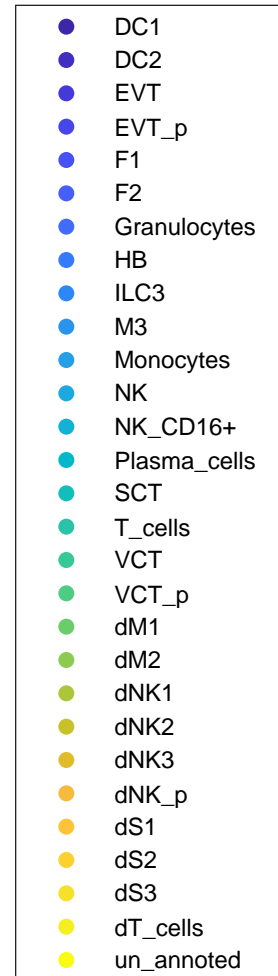 DC1
DC2
EVT
EVT_p
F1
F2
Granulocytes
HB
ILC3
M3
Monocytes
NK
NK_CD16+
Plasma_cells
SCT
T_cells
VCT
VCT_p
dM1
dM2
dNK1
dNK2
dNK3
dNK_p
dS1
dS2
dS3
dT_cells
un_annoted